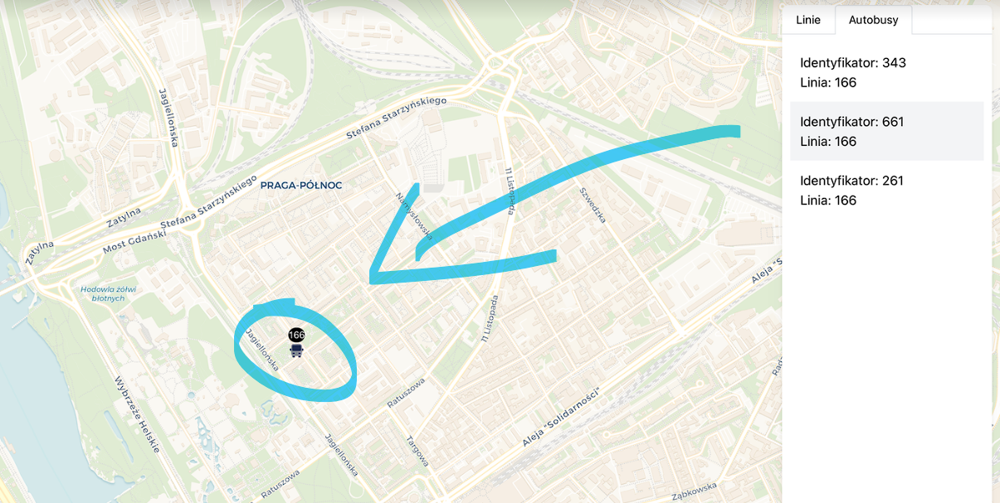 Linie
Autobusy
Identyfikator: 343
Linia: 166
Identyfikator: 661
Linia: 166
Identyfikator: 261
Linia: 166
Jagiellońska
Stefana Starzyńskiego
11 Listopada
PRAGA-PÓŁNOC
Namysłowska
Szwedzka
Stefana Starzyńskiego
Zatylna
Most Gdański
Zatylna
Aleja "S
Hodowla żółwi
błotnych
11 Listopada
166
Jagiellońska
Rad
Wybrzeże Helskie
Ratuszowa
Aleja „Solidarności"
Jagiellońska
Targowa
Ratuszowa
Ząbkowska